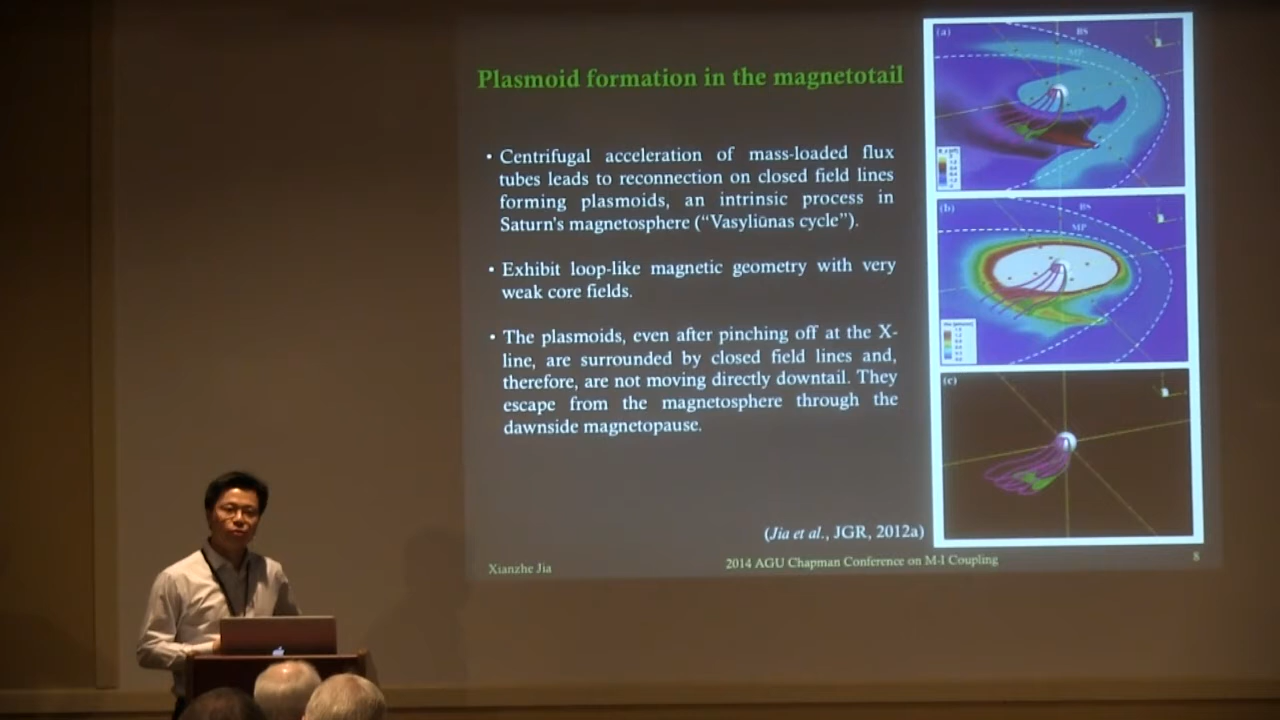 Plasmoid formation in the magnetotail
• Centrifugal acceleration of mass-loaded flux
tubes leads to reconnection on closed field lines
forming plasmoids, an intrinsic process in
Saturn's magnetosphere (“Vasyliūnas cycle”).
• Exhibit loop-like magnetic geometry with very
weak core fields.
• The plasmoids, even after pinching off at the X-
line, are surrounded by closed field lines and,
therefore, are not moving directly downtail. They
escape from the magnetosphere through the
dawnside magnetopause.
(Jia et al., JGR, 2012a)
Xianzhe Jia
2014 AGU Chapman Conference on M-I Coupling
8
(a)
BS
MP
(b)
BS
MP
(c)